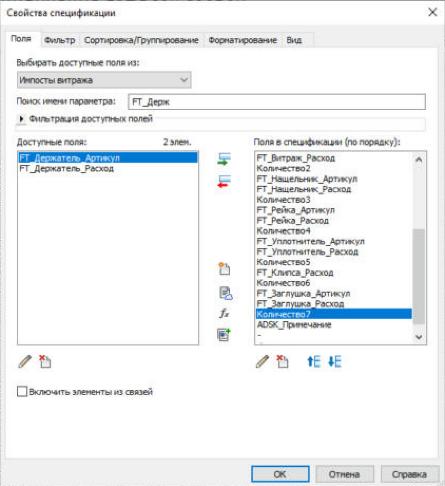 Свойства спецификации
Поля Фильтр Сортировка/Группирование Форматирование Вид
Выбирать доступные поля из:
Импосты витража
Поиск имени параметра: FT_Держ
Фильтрация доступных полей
Доступные поля: 2 элем.
FT_Держатель_Артикул
FT_Держатель_Расход
Поля в спецификации (по порядку):
FT_Витраж_Расход
Количество2
FT_Нащельник_Артикул
FT_Нащельник_Расход
Количество3
FT_Рейка_Артикул
FT_Рейка_Расход
Количество4
FT_Уплотнитель_Артикул
FT_Уплотнитель_Расход
Количество5
FT_Клипса_Расход
Количество6
FT_Заглушка_Артикул
FT_Заглушка_Расход
Количество7
ADSK_Примечание
-
fx
Включить элементы из связей
OK Отмена Справка